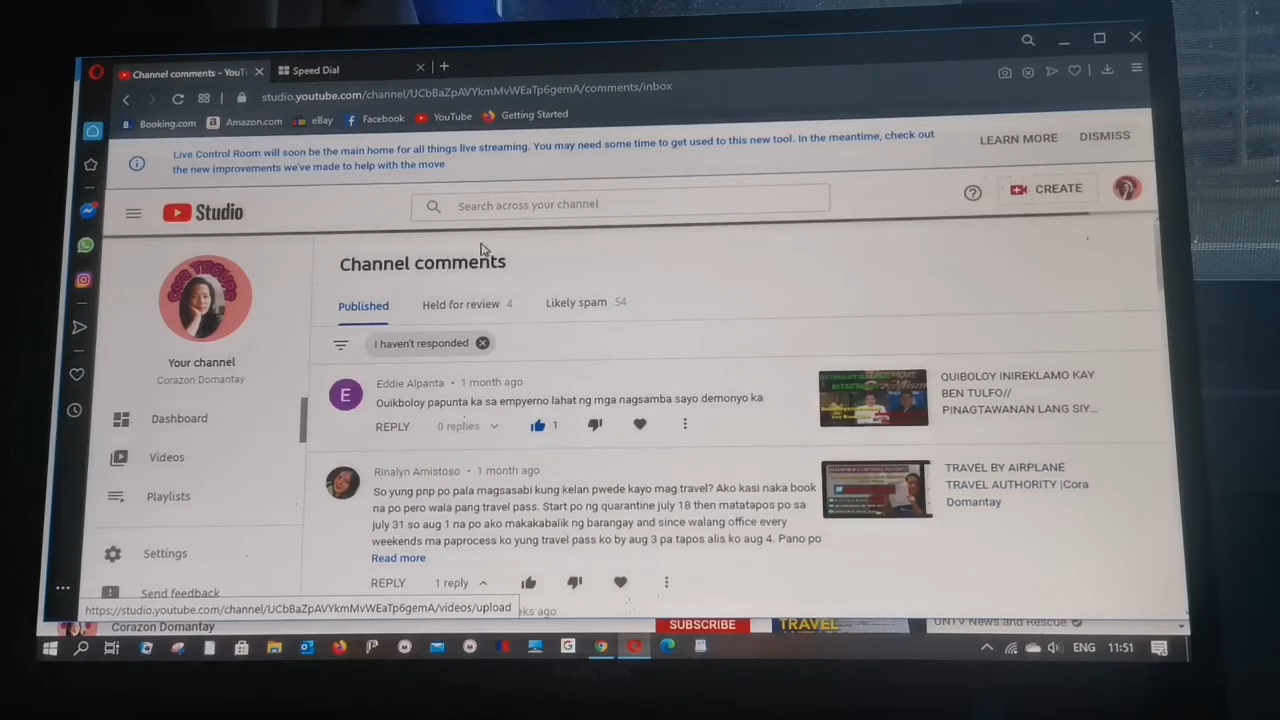 Channel comments - YouT
Speed Dial
studio.youtube.com/channel/UCbBaZpAVYkmMvWEaTp6gemA/comments/inbox
Booking.com
Amazon.com
eBay
Facebook
YouTube
Getting Started
Live Control Room will soon be the main home for all things live streaming. You may need some time to get used to this new tool. In the meantime, check out
the new improvements we've made to help with the move
LEARN MORE
DISMISS
Studio
Search across your channel
CREATE
Channel comments
Published
Held for review 4
Likely spam 54
I haven't responded
Your channel
Corazon Domantay
Dashboard
Videos
Playlists
Settings
Send feedback
E
Eddie Alpanta • 1 month ago
Ouikboloy papunta ka sa empyerno lahat ng mga nagsamba sayo demonyo ka
REPLY
0 replies
1
QUIBOLOY INIREKLAMO KAY
BEN TULFO//
PINAGTAWANAN LANG SIY...
Rinalyn Amistoso • 1 month ago
So yung pnp po pala magsasabi kung kelan pwede kayo mag travel? Ako kasi naka book
na po pero wala pang travel pass. Start po ng quarantine july 18 then matatapos po sa
july 31 so aug 1 na po ako makakabalik ng barangay and since walang office every
weekends ma paprocess ko yung travel pass ko by aug 3 pa tapos alis ko aug 4. Pano po
Read more
REPLY
1 reply
TRAVEL BY AIRPLANE
TRAVEL AUTHORITY |Cora
Domantay
https://studio.youtube.com/channel/UCbBaZpAVYkmMvWEaTp6gemA/videos/upload
eks ago
Corazon Domantay
SUBSCRIBE
TRAVEL
UNTV News and Rescue
ENG
11:51